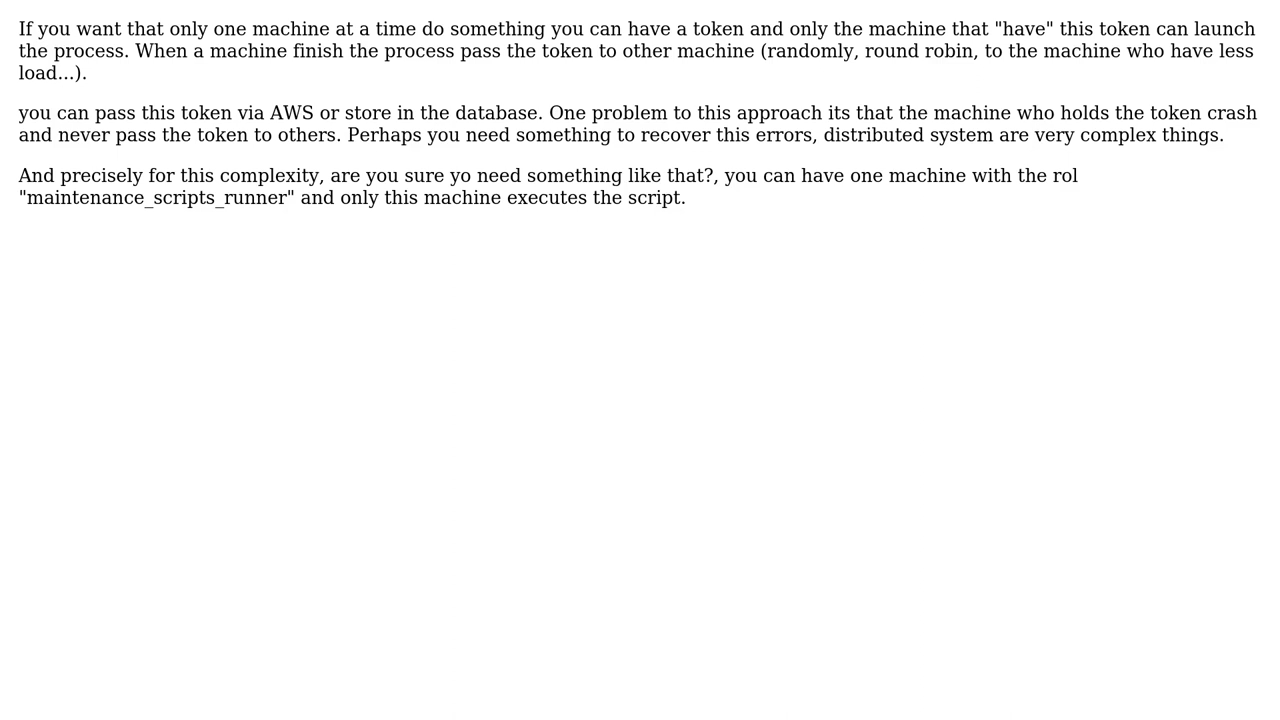 If you want that only one machine at a time do something you can have a token and only the machine that "have" this token can launch
the process. When a machine finish the process pass the token to other machine (randomly, round robin, to the machine who have less
load...).
you can pass this token via AWS or store in the database. One problem to this approach its that the machine who holds the token crash
and never pass the token to others. Perhaps you need something to recover this errors, distributed system are very complex things.
And precisely for this complexity, are you sure yo need something like that?, you can have one machine with the rol
"maintenance_scripts_runner" and only this machine executes the script.